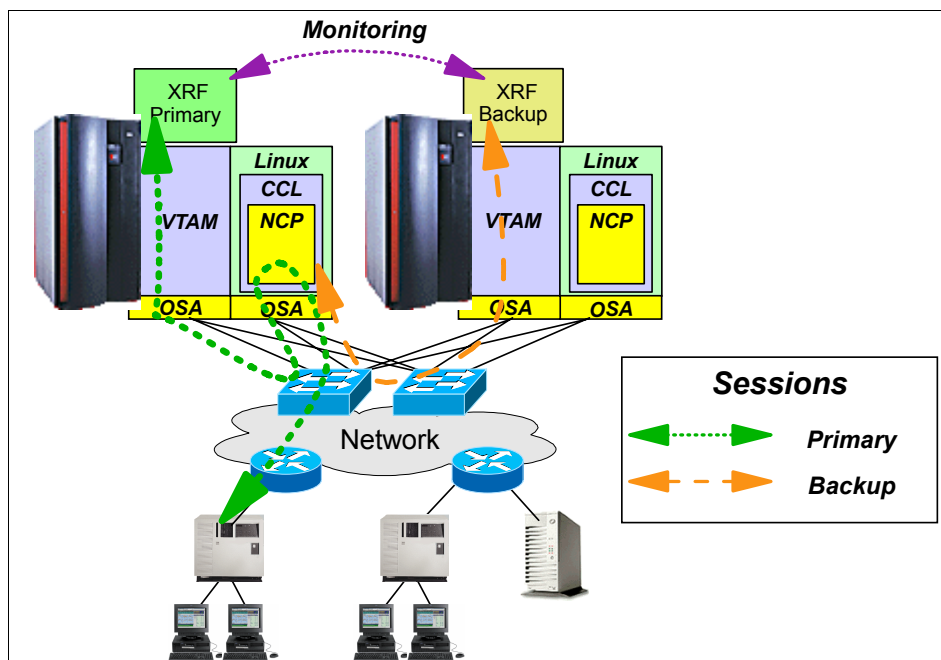 Monitoring
XRF
Primary
XRF
Backup
Linux
CCL
NCP
VTAM
OSA
OSA
Linux
CCL
NCP
VTAM
OSA
OSA
Network
Sessions
Primary
Backup